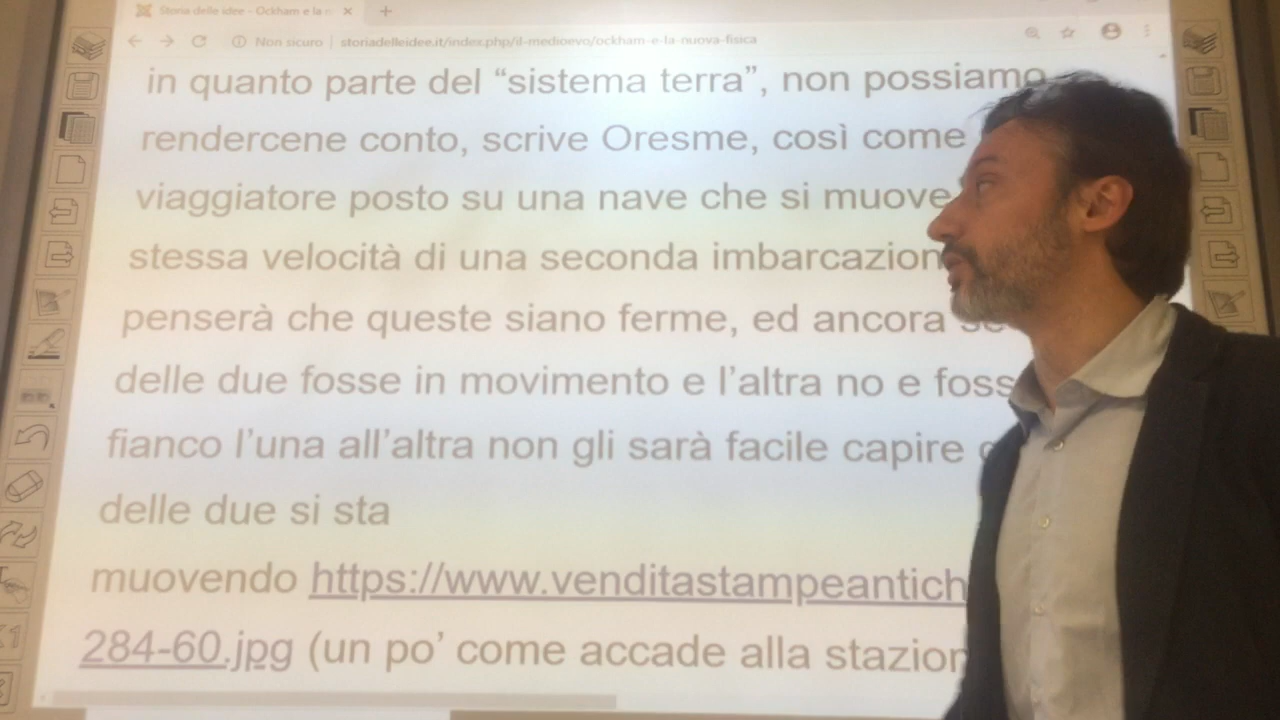 Storia delle idee - Ockham e la n
Non sicuro | storiadelleidee.it/index.php/il-medioevo/ockham-e-la-nuova-fisica
in quanto parte del “sistema terra”, non possiamo
rendercene conto, scrive Oresme, così come
viaggiatore posto su una nave che si muove
stessa velocità di una seconda imbarcazion
penserà che queste siano ferme, ed ancora se
delle due fosse in movimento e l’altra no e foss
fianco l’una all’altra non gli sarà facile capire
delle due si sta
muovendo https://www.venditastampeantich
284-60.jpg (un po’ come accade alla stazion